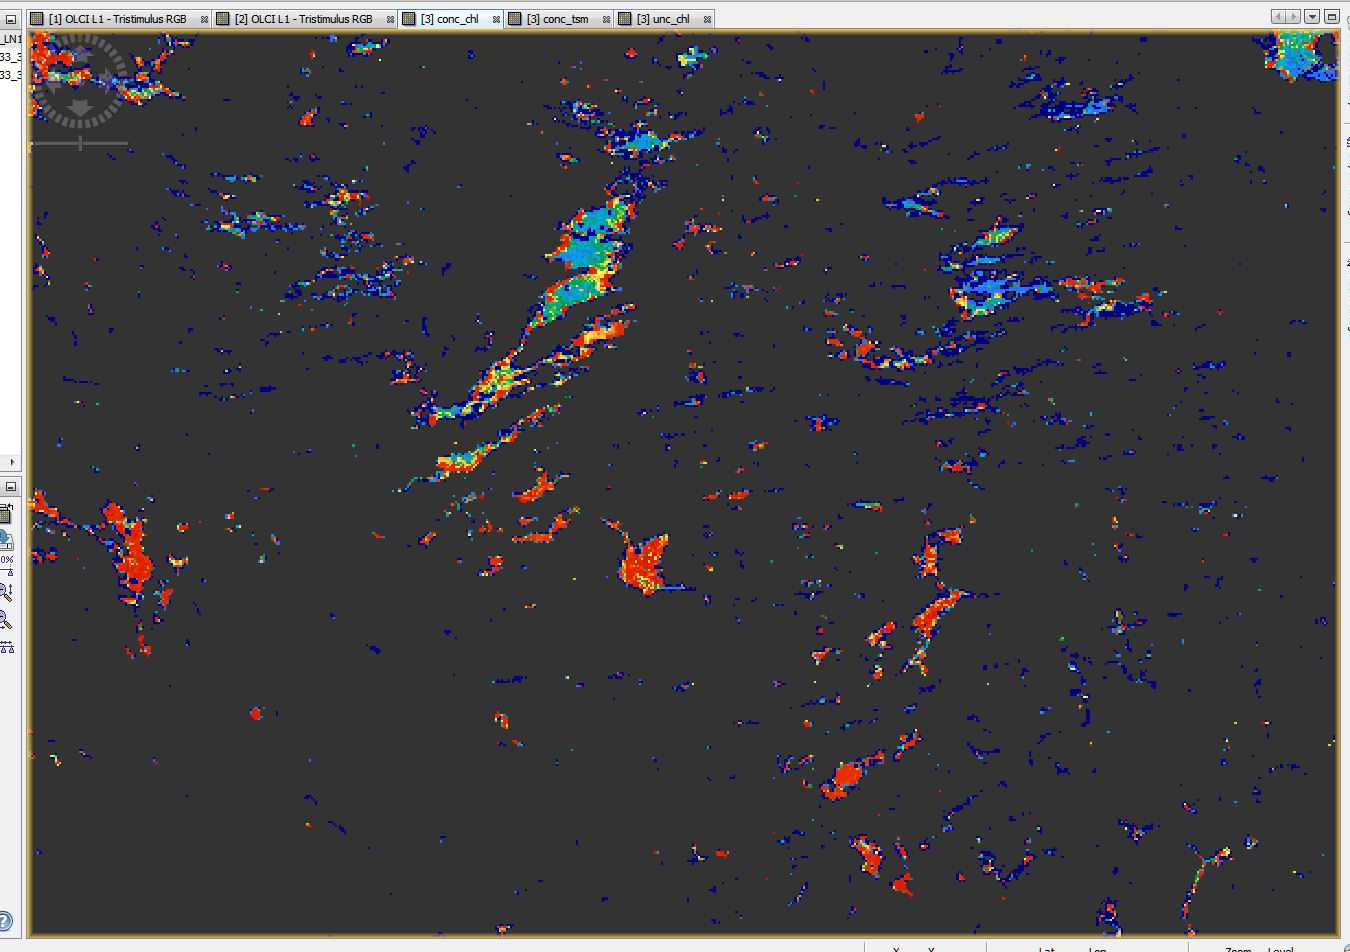 [1] OLCI L1 - Tristimulus RGB [2] OLCI L1 - Tristimulus RGB [3] conc_chl [3] conc_tsm [3] unc_chl
_LN1
33_3
33_3
0%
X Y Lat Lon Zoom Level